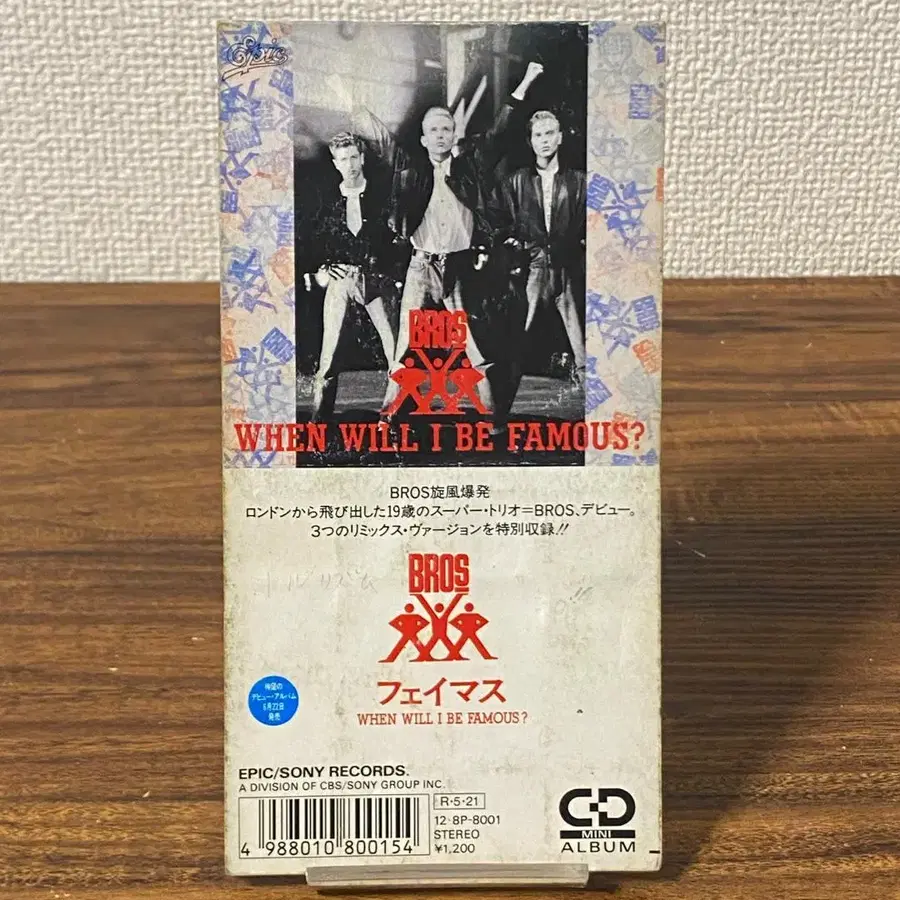 Epic
BROS
WHEN WILL I BE FAMOUS?
BROS旋風爆発
ロンドンから飛び出した19歳のスーパー・トリオ=BROS、デビュー。
3つのリミックス・ヴァージョンを特別収録!!
BROS
フェイマス
WHEN WILL I BE FAMOUS?
待望の
デビュー・アルバム
6月22日
発売
EPIC/SONY RECORDS.
A DIVISION OF CBS/SONY GROUP INC.
R・5・21
12・8P-8001
STEREO
¥1,200
4 988010 800154
CD
MINI
ALBUM